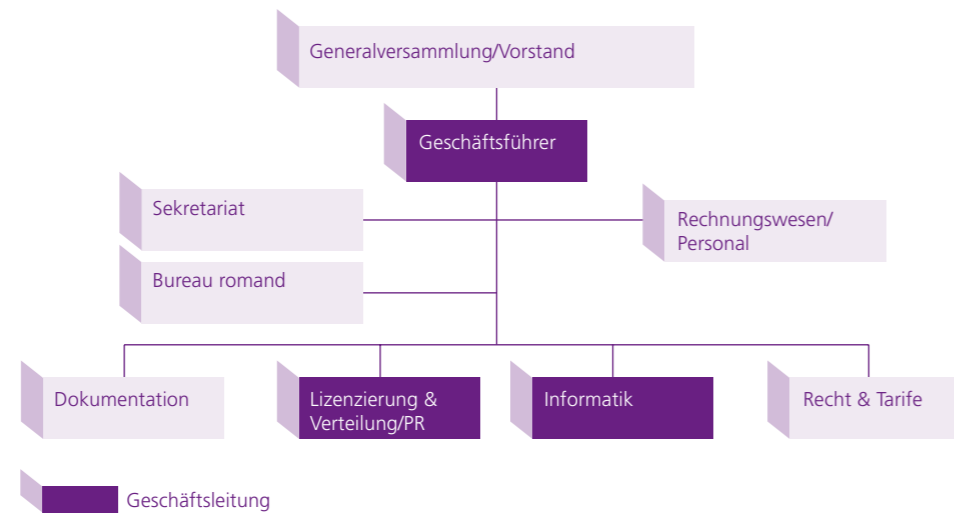 Generalversammlung/Vorstand
Geschäftsführer
Sekretariat
Rechnungswesen/
Personal
Bureau romand
Dokumentation
Lizenzierung &
Verteilung/PR
Informatik
Recht & Tarife
Geschäftsleitung